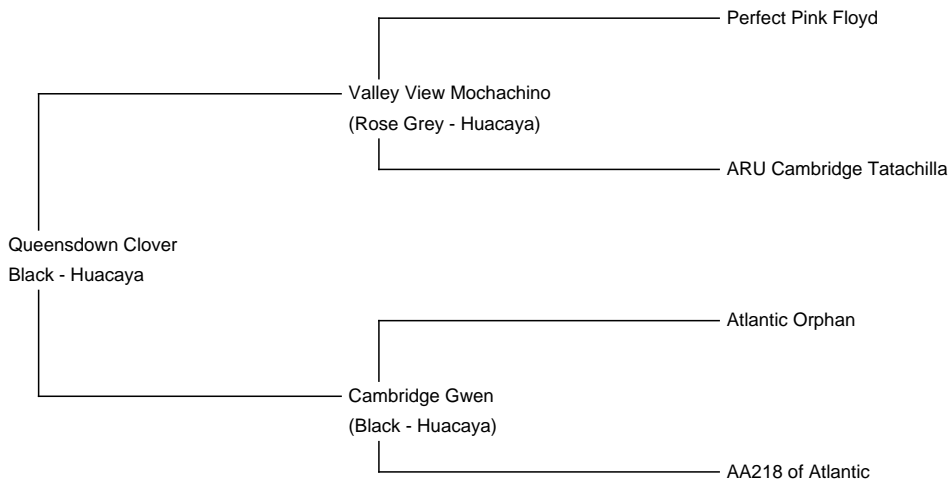 Perfect Pink Floyd
Valley View Mochachino
(Rose Grey - Huacaya)
ARU Cambridge Tatachilla
Queensdown Clover
Black - Huacaya
Atlantic Orphan
Cambridge Gwen
(Black - Huacaya)
AA218 of Atlantic